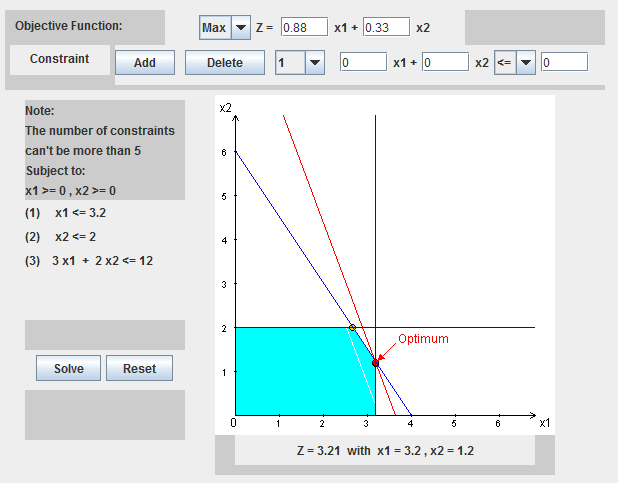 Objective Function: Max Z = 0.88 x1 + 0.33 x2
Constraint Add Delete 1 0 x1 + 0 x2 <= 0
Note:
The number of constraints
can't be more than 5
Subject to:
x1 >= 0 , x2 >= 0
(1) x1 <= 3.2
(2) x2 <= 2
(3) 3 x1 + 2 x2 <= 12
Solve Reset
x2
6
5
4
3
2
1
Optimum
0 1 2 3 4 5 6 x1
Z = 3.21 with x1 = 3.2 , x2 = 1.2